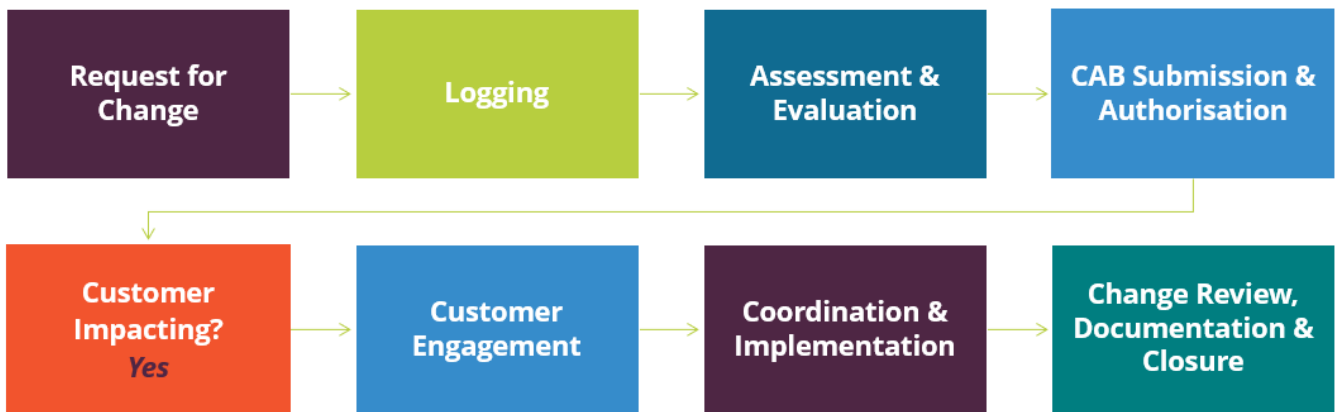 Request for
Change
Logging
Assessment &
Evaluation
CAB Submission &
Authorisation
Customer
Impacting?
Yes
Customer
Engagement
Coordination &
Implementation
Change Review,
Documentation &
Closure